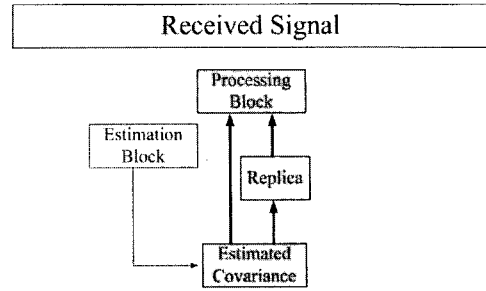 Received Signal
Processing
Block
Estimation
Block
Replica
Estimated
Covariance